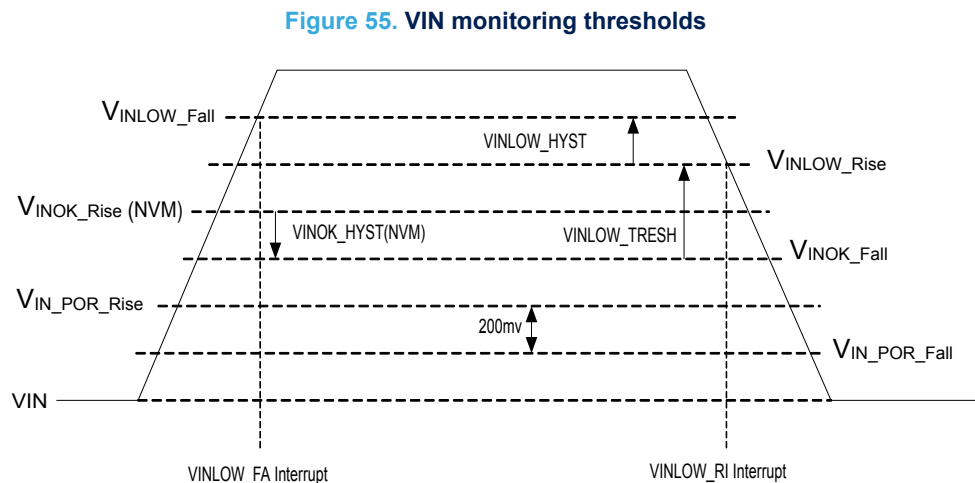 Figure 55. VIN monitoring thresholds
VINLOW_Fall
VINLOW_HYST
VINLOW_Rise
VINOK_Rise (NVM)
VINOK_HYST(NVM)
VINLOW_TRESH
VINOK_Fall
VIN_POR_Rise
200mv
VIN_POR_Fall
VIN
VINLOW_FA Interrupt
VINLOW_RI Interrupt